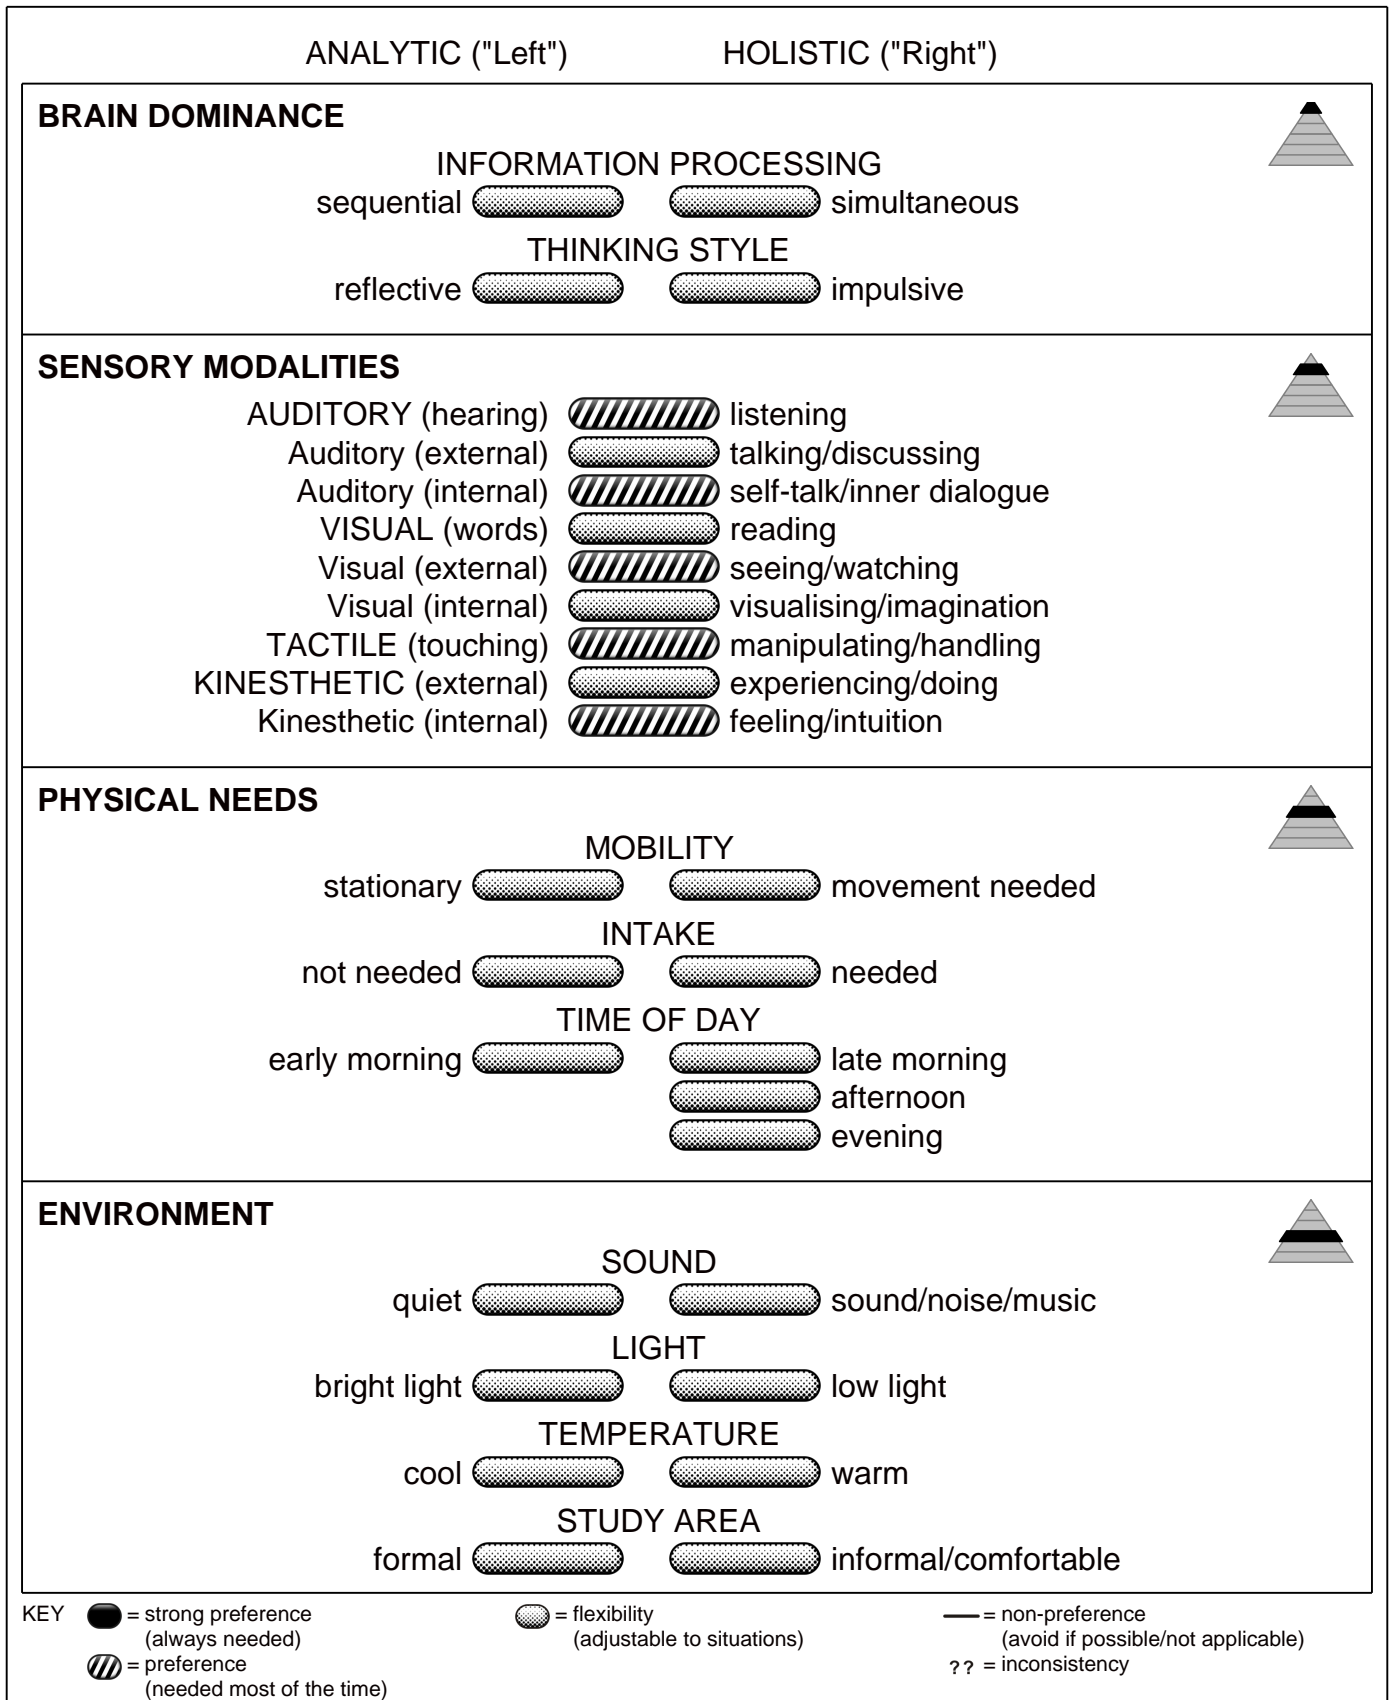 ANALYTIC ("Left") HOLISTIC ("Right")
BRAIN DOMINANCE
INFORMATION PROCESSING
sequential simultaneous
THINKING STYLE
reflective impulsive
SENSORY MODALITIES
AUDITORY (hearing) listening
Auditory (external) talking/discussing
Auditory (internal) self-talk/inner dialogue
VISUAL (words) reading
Visual (external) seeing/watching
Visual (internal) visualising/imagination
TACTILE (touching) manipulating/handling
KINESTHETIC (external) experiencing/doing
Kinesthetic (internal) feeling/intuition
PHYSICAL NEEDS
MOBILITY
stationary movement needed
INTAKE
not needed needed
TIME OF DAY
early morning late morning
afternoon
evening
ENVIRONMENT
SOUND
quiet sound/noise/music
LIGHT
bright light low light
TEMPERATURE
cool warm
STUDY AREA
formal informal/comfortable
KEY = strong preference = flexibility = non-preference
(always needed) (adjustable to situations) (avoid if possible/not applicable)
= preference ?? = inconsistency
(needed most of the time)